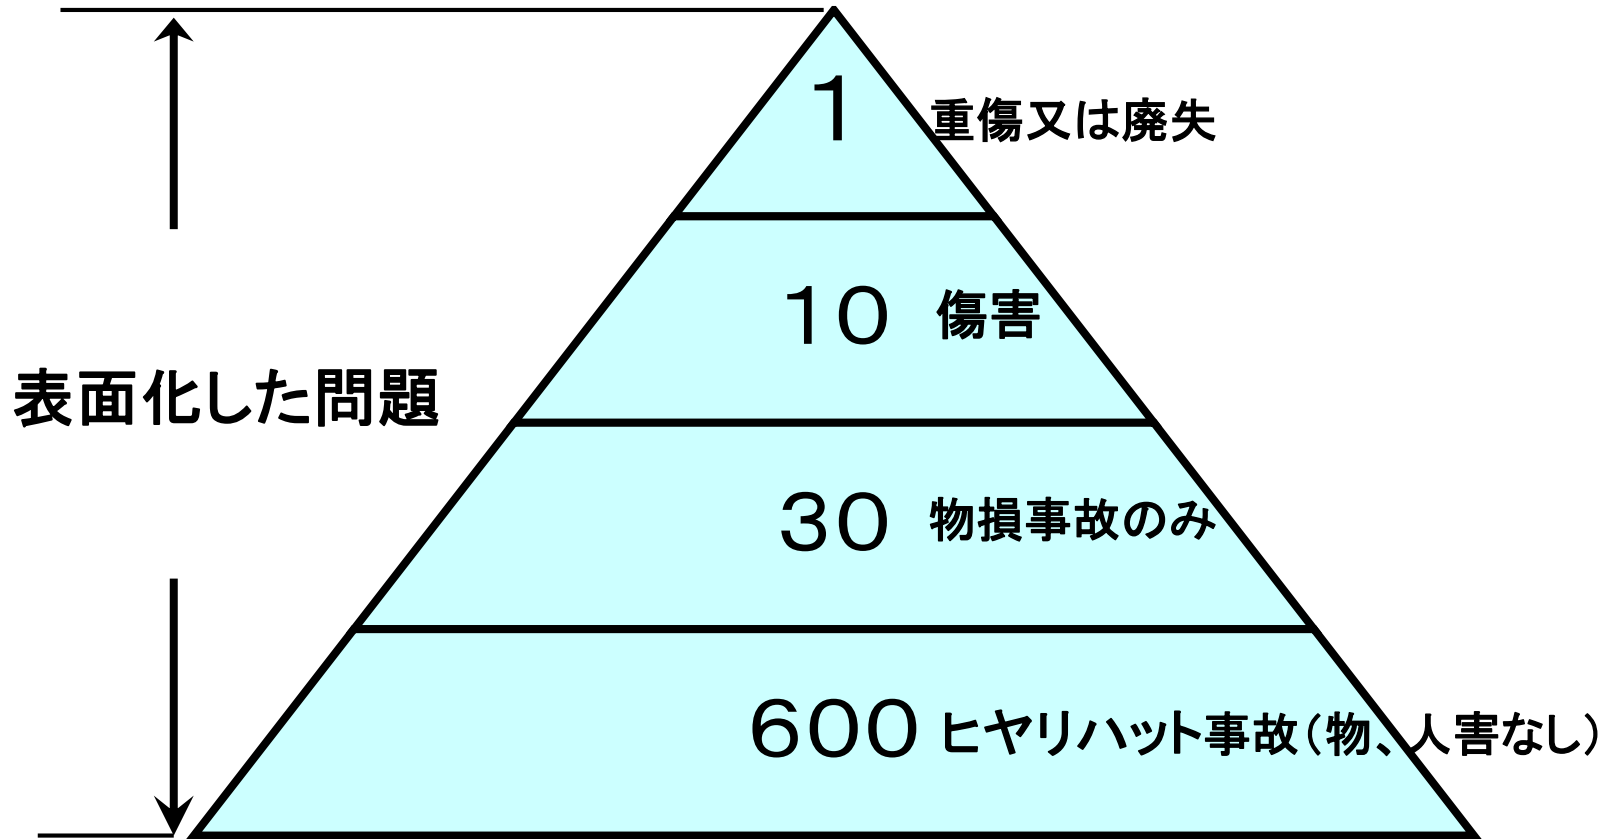 1
重傷又は廃失
10 傷害
表面化した問題
30 物損事故のみ
600 ヒヤリハット事故(物、人害なし)